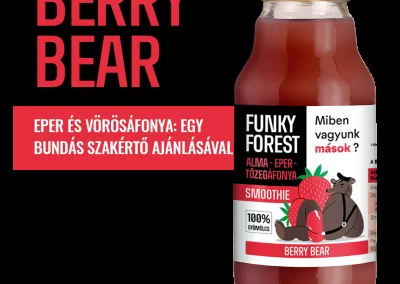 BERRY
BEAR
EPER ÉS VÖRÖSÁFONYA: EGY
BUNDÁS SZAKÉRTŐ AJÁNLÁSÁVAL
FUNKY
FOREST
ALMA - EPER -
TŐZEGÁFONYA
SMOOTHIE
100%
GYÜMÖLCS
BERRY BEAR
Miben
vagyunk
mások ?